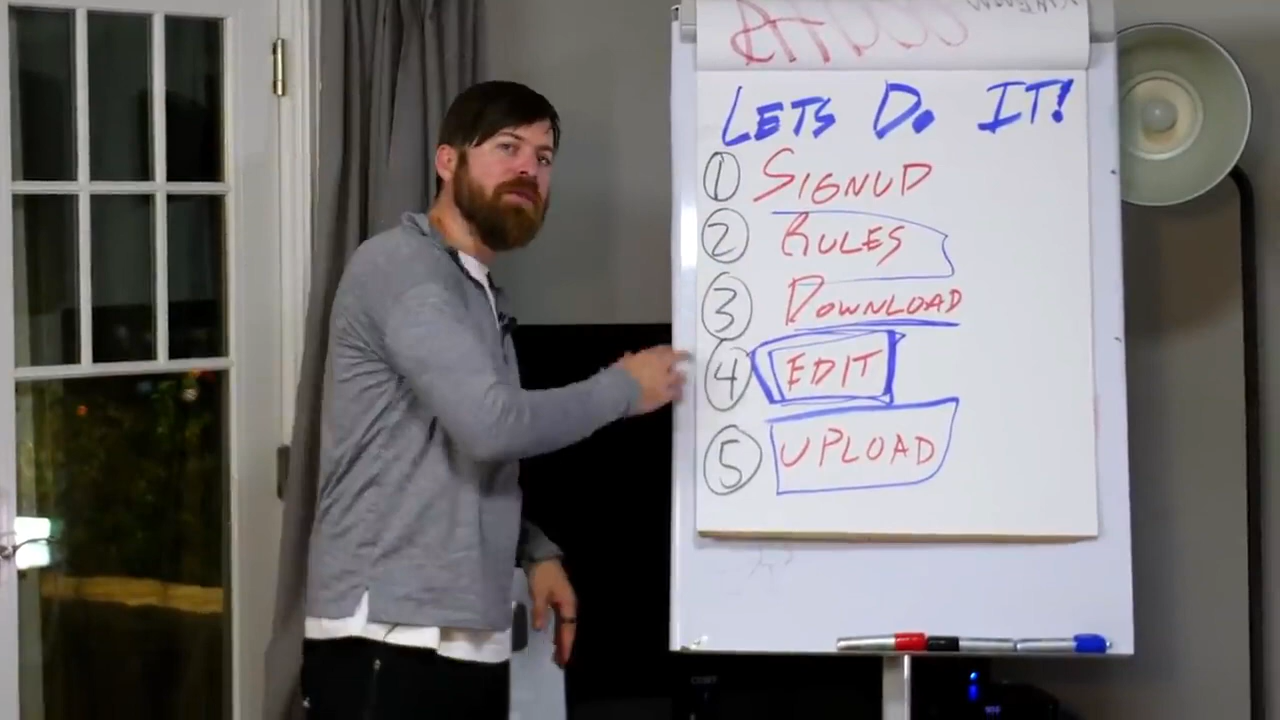 LETS DO IT!
1 SIGNUP
2 RULES
3 DOWNLOAD
4 EDIT
5 UPLOAD